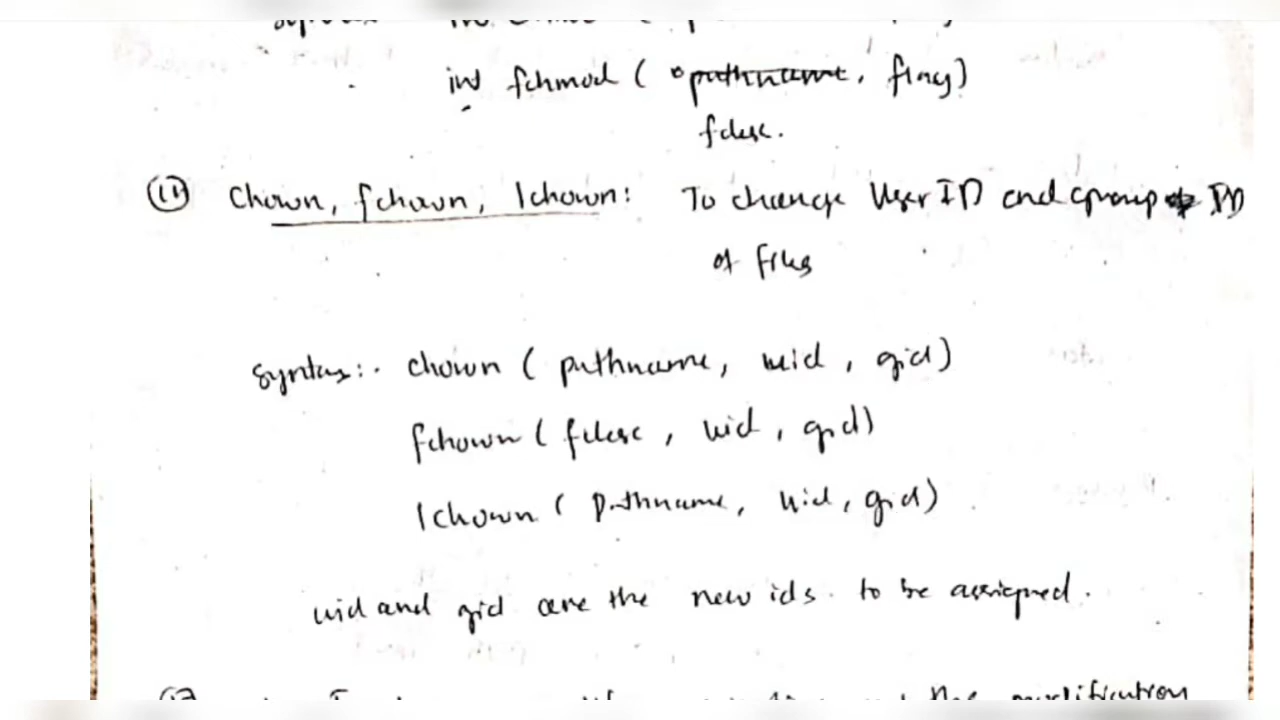 int fchmod ( pathname, flag)
fdesc.
(11) Chown, fchown, lchown: To change User ID and group ID
of files
Syntax: chown ( pathname, uid, gid)
fchown ( fdesc, uid, gid)
lchown ( pathname, uid, gid)
uid and gid are the new ids to be assigned.
modification